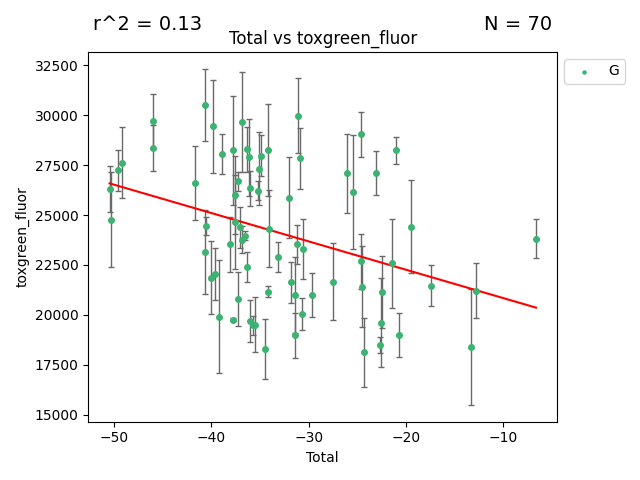 r^2 = 0.13
N = 70
Total vs toxgreen_fluor
G
32500
30000
27500
25000
22500
20000
17500
15000
toxgreen_fluor
−50
−40
−30
−20
−10
Total